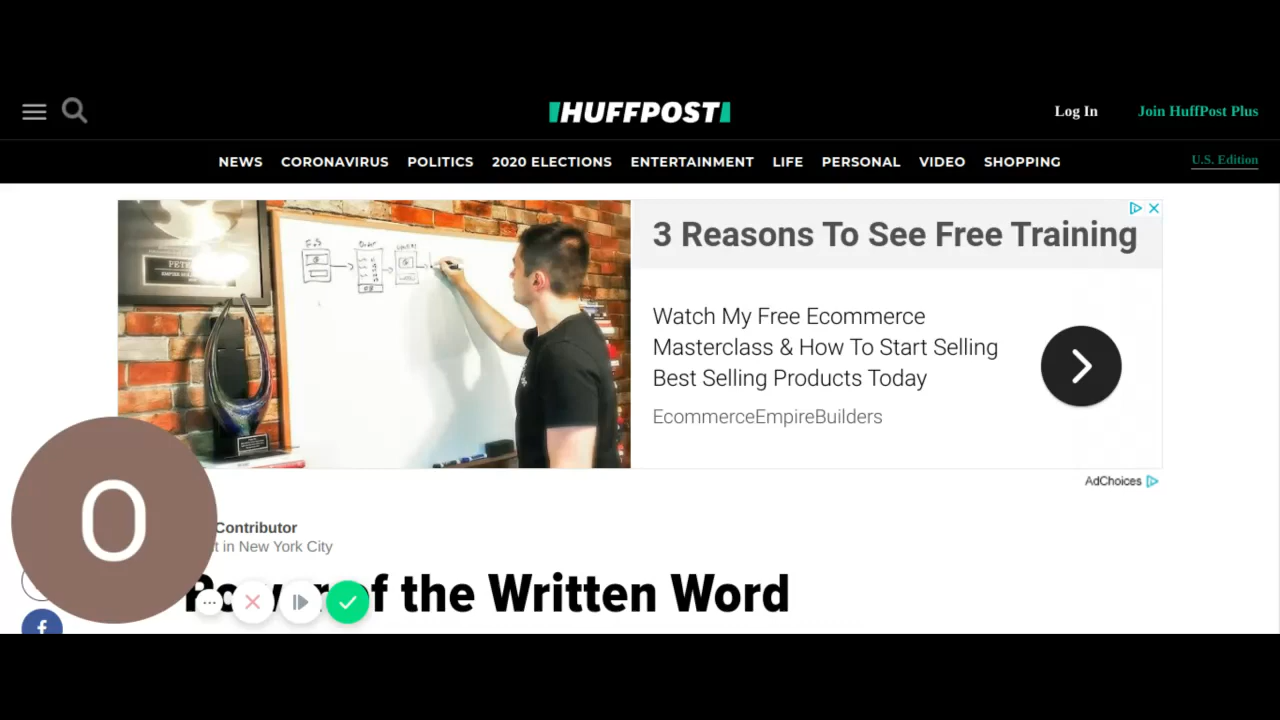 HUFFPOST
Log In
Join HuffPost Plus
NEWS CORONAVIRUS POLITICS 2020 ELECTIONS ENTERTAINMENT LIFE PERSONAL VIDEO SHOPPING
U.S. Edition
3 Reasons To See Free Training
Watch My Free Ecommerce
Masterclass & How To Start Selling
Best Selling Products Today
EcommerceEmpireBuilders
AdChoices
O
Contributor
in New York City
of the Written Word